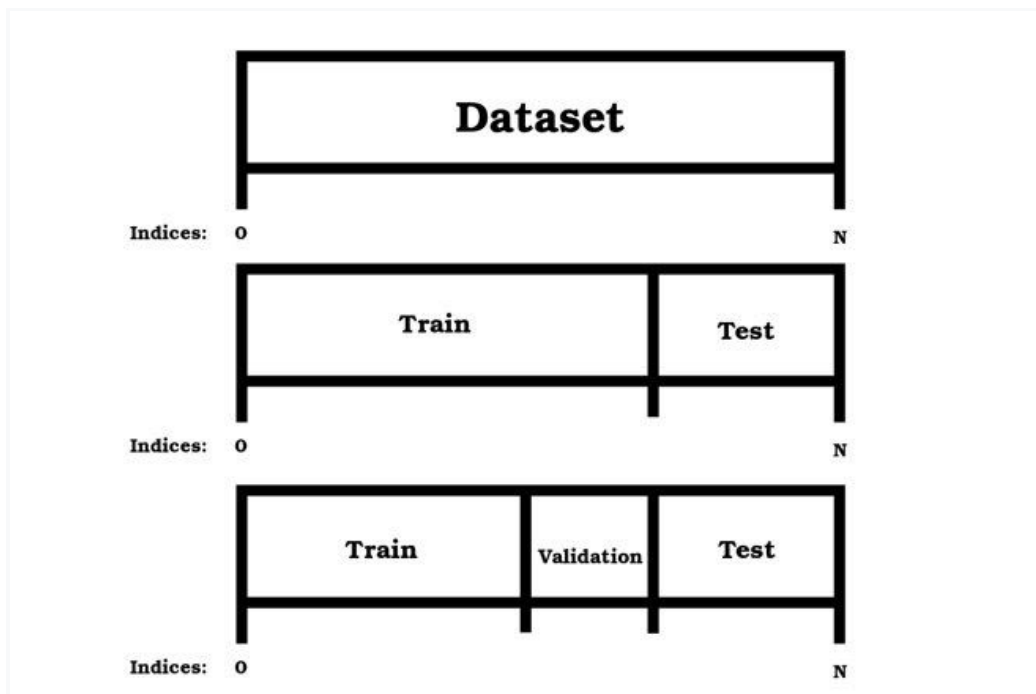 Dataset
Indices: 0 N
Train Test
Indices: 0 N
Train Validation Test
Indices: 0 N